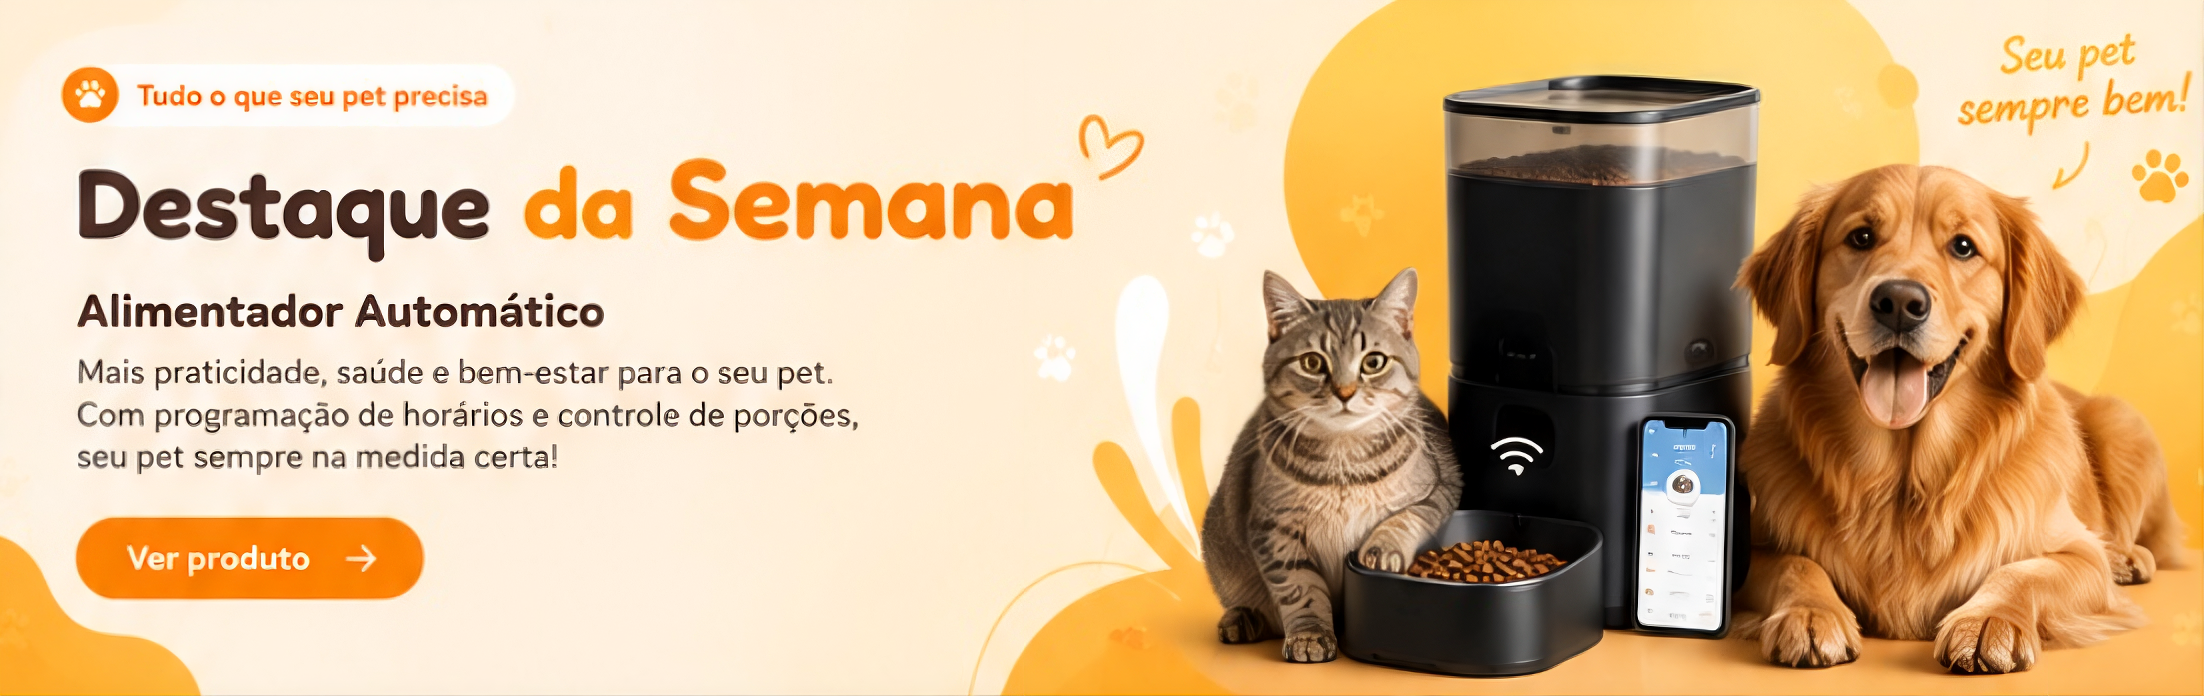 Tudo o que seu pet precisa
Destaque da Semana
Alimentador Automático
Mais praticidade, saúde e bem-estar para o seu pet.
Com programação de horários e controle de porções,
seu pet sempre na medida certa!
Ver produto
Seu pet
sempre bem!